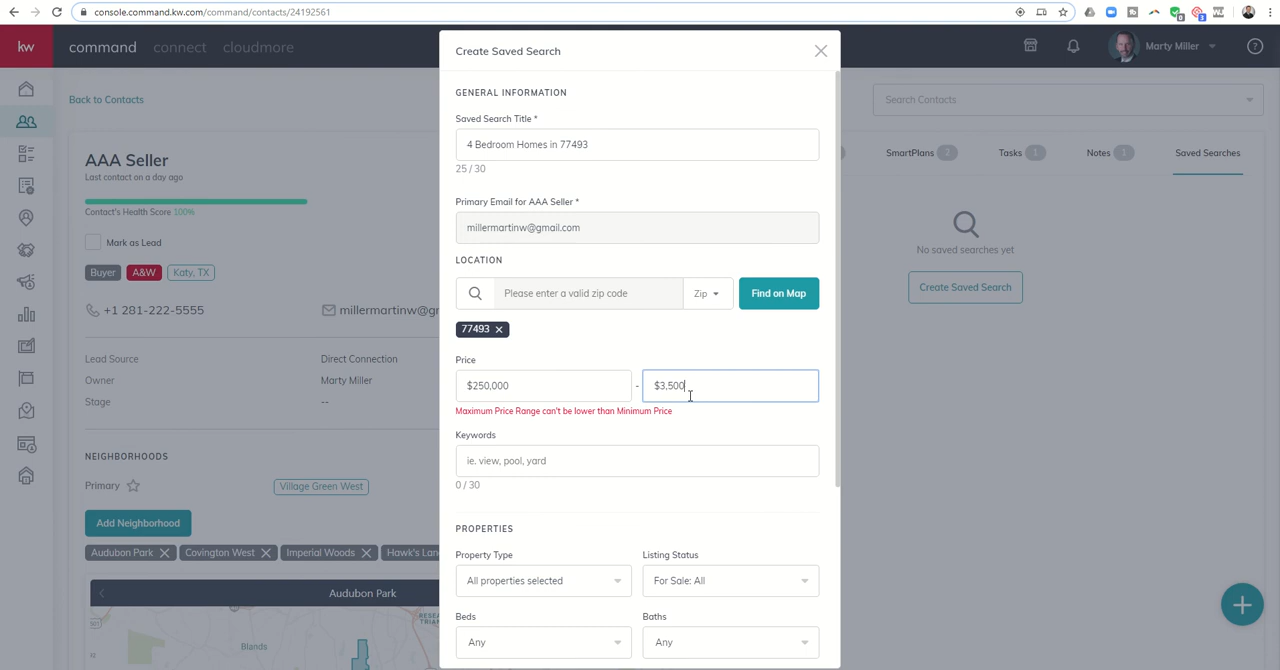 console.command.kw.com/command/contacts/24192561
kw command connect cloudmore
Marty Miller
Back to Contacts
Search Contacts
AAA Seller
Last contact on a day ago
Contact's Health Score 100%
Mark as Lead
Buyer A&W Katy, TX
+1 281-222-5555 millermartinw@gr
Lead Source Direct Connection
Owner Marty Miller
Stage --
NEIGHBORHOODS
Primary Village Green West
Add Neighborhood
Audubon Park Covington West Imperial Woods Hawk's Lan
Audubon Park
Blands
Create Saved Search
GENERAL INFORMATION
Saved Search Title *
4 Bedroom Homes in 77493
25 / 30
Primary Email for AAA Seller *
millermartinw@gmail.com
LOCATION
Please enter a valid zip code Zip Find on Map
77493
Price
$250,000 - $3,500
Maximum Price Range can't be lower than Minimum Price
Keywords
ie. view, pool, yard
0 / 30
PROPERTIES
Property Type Listing Status
All properties selected For Sale: All
Beds Baths
Any Any
SmartPlans 2 Tasks 1 Notes 1 Saved Searches
No saved searches yet
Create Saved Search